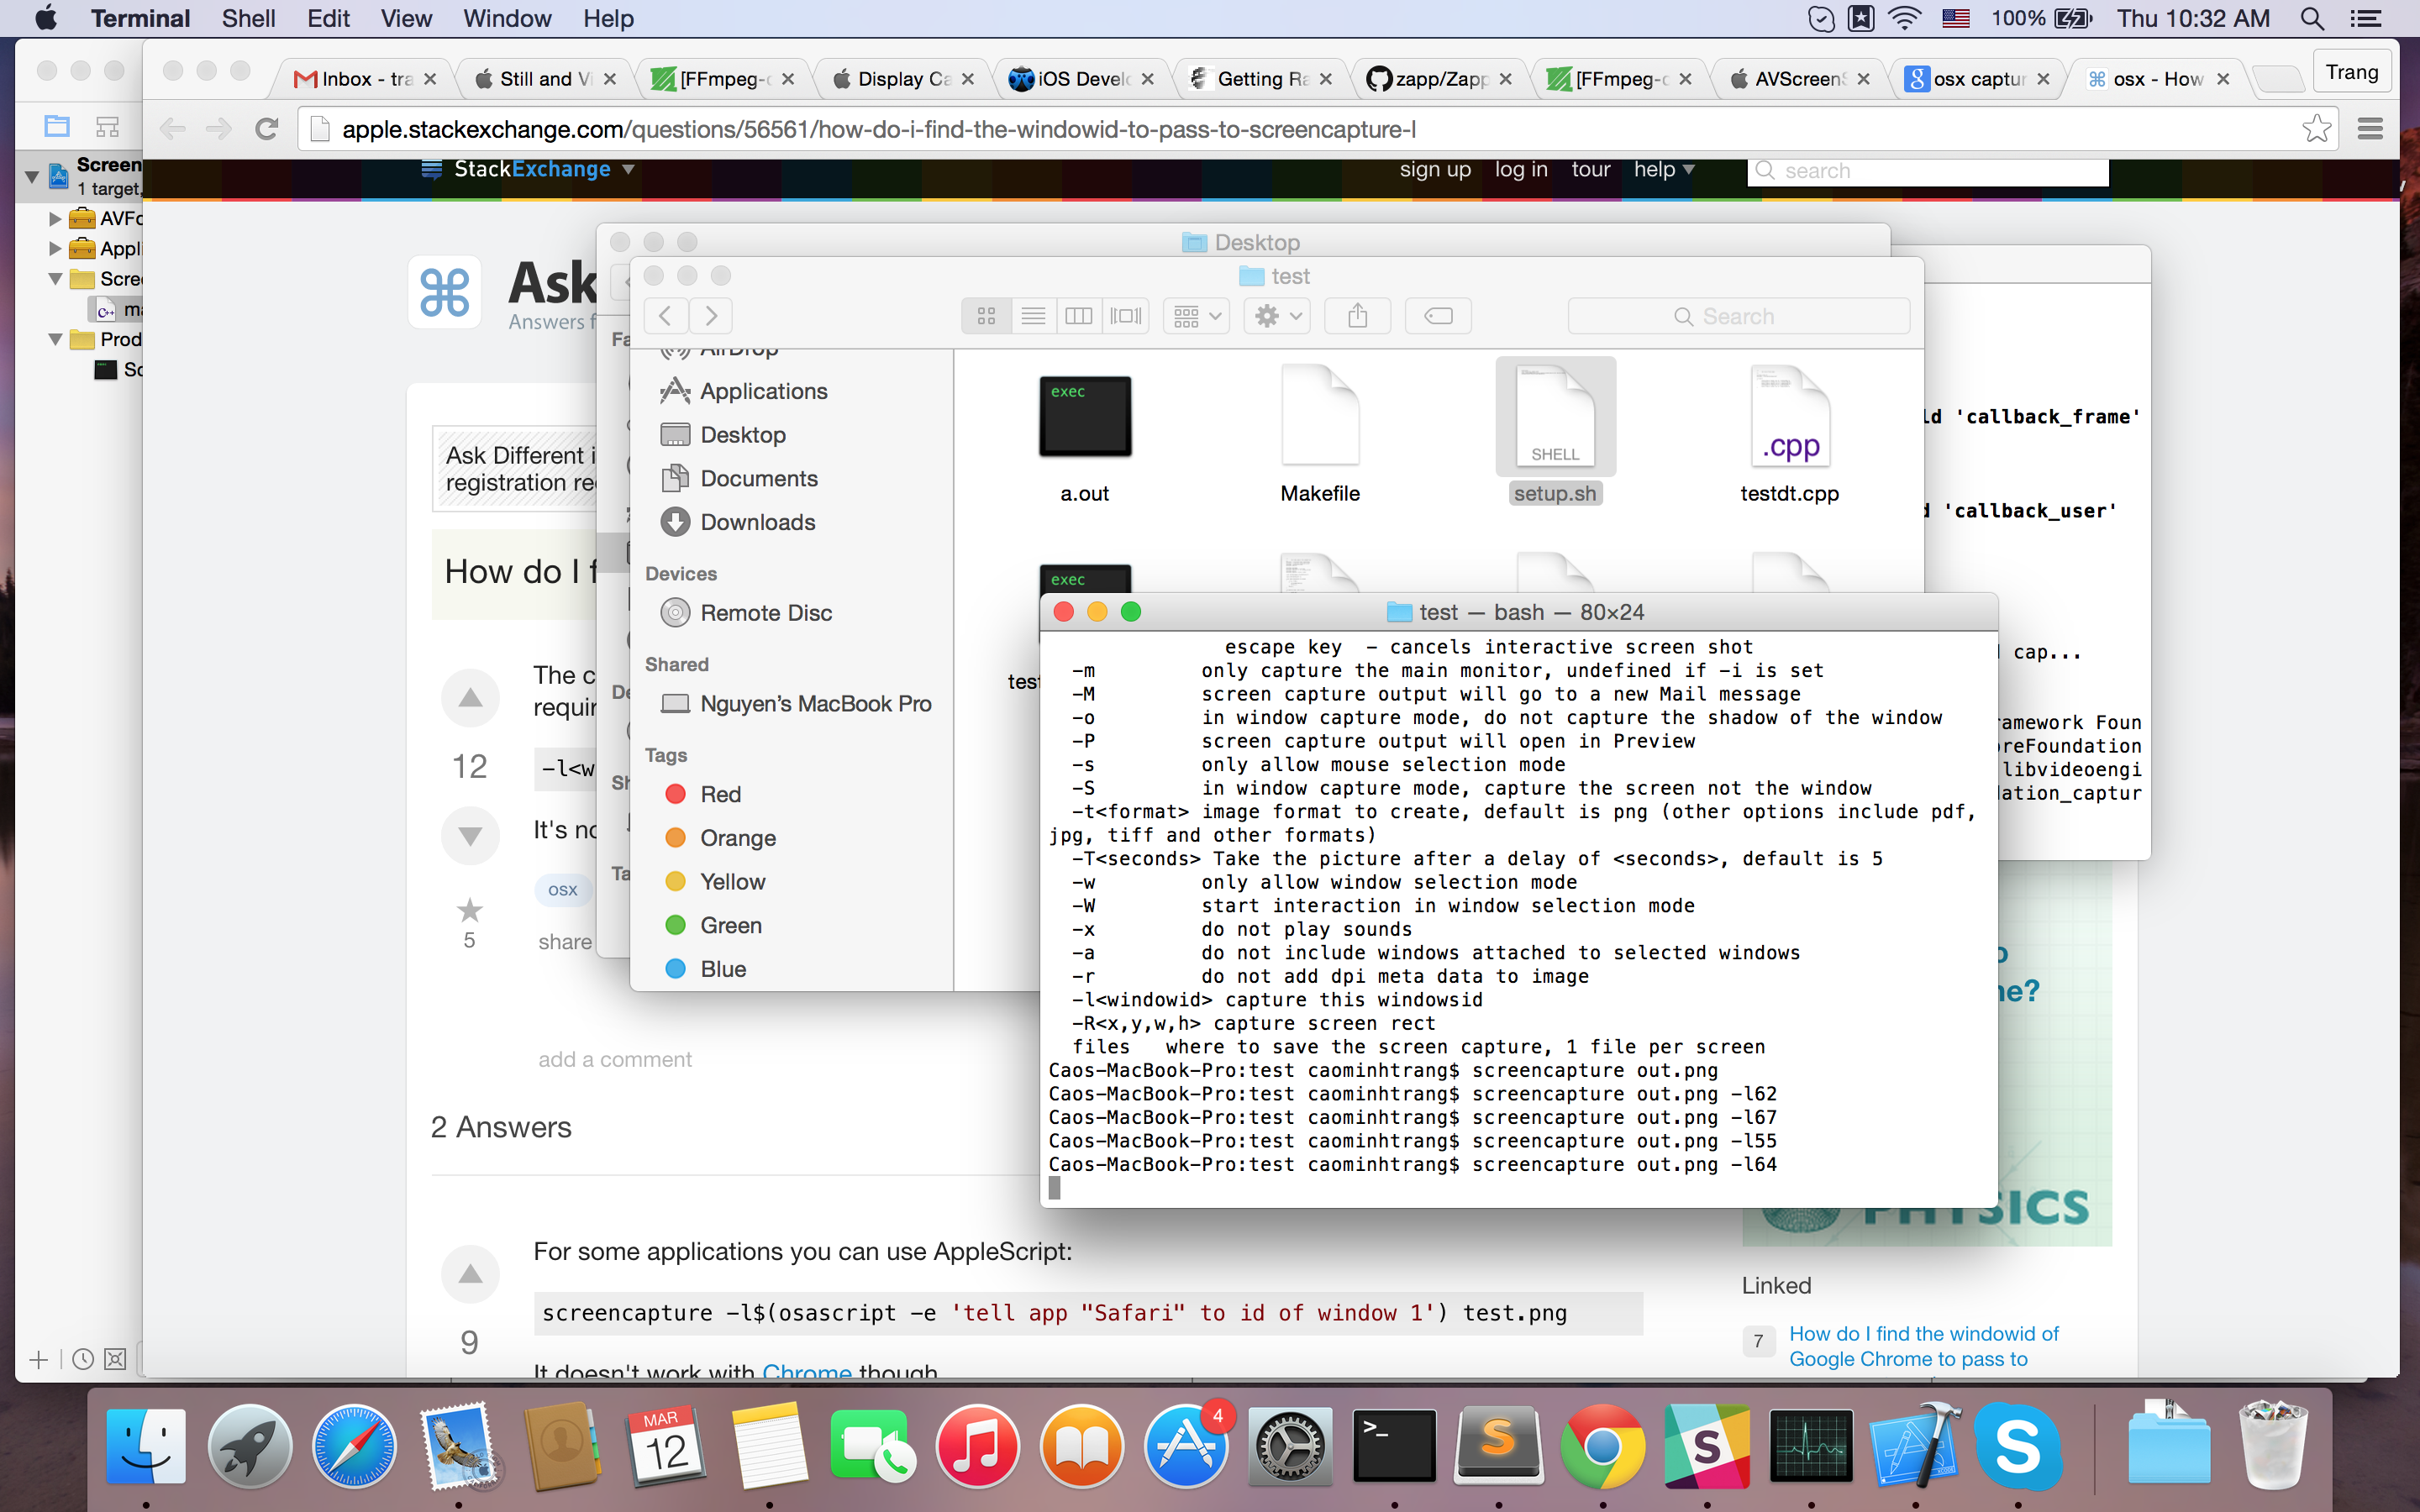 Terminal Shell Edit View Window Help
100% Thu 10:32 AM
Inbox - tra
Still and Vi
[FFmpeg-
Display Ca
iOS Develo
Getting Ra
zapp/Zapp
[FFmpeg-
AVScreenS
osx captur
osx - How
Trang
apple.stackexchange.com/questions/56561/how-do-i-find-the-windowid-to-pass-to-screencapture-l
Screen
1 target,
AVFo
Appli
Scre
ma
Prod
Sc
StackExchange
sign up log in tour help
search
Ask
Answers f
Ask Different i
registration re
How do I f
The c
requir
12
-l<w
It's no
osx
5
share
add a comment
2 Answers
For some applications you can use AppleScript:
screencapture -l$(osascript -e 'tell app "Safari" to id of window 1') test.png
9
It doesn't work with Chrome though
Desktop
Fa
De
Sh
Ta
test
Search
AirDrop
Applications
Desktop
Documents
Downloads
Devices
Remote Disc
Shared
Nguyen's MacBook Pro
Tags
Red
Orange
Yellow
Green
Blue
exec
a.out
Makefile
SHELL
setup.sh
.cpp
testdt.cpp
exec
test
ld 'callback_frame'
d 'callback_user'
cap...
ramework Foun
reFoundation
libvideoengi
lation_captur
test — bash — 80×24
escape key - cancels interactive screen shot
-m only capture the main monitor, undefined if -i is set
-M screen capture output will go to a new Mail message
-o in window capture mode, do not capture the shadow of the window
-P screen capture output will open in Preview
-s only allow mouse selection mode
-S in window capture mode, capture the screen not the window
-t<format> image format to create, default is png (other options include pdf,
jpg, tiff and other formats)
-T<seconds> Take the picture after a delay of <seconds>, default is 5
-w only allow window selection mode
-W start interaction in window selection mode
-x do not play sounds
-a do not include windows attached to selected windows
-r do not add dpi meta data to image
-l<windowid> capture this windowsid
-R<x,y,w,h> capture screen rect
files where to save the screen capture, 1 file per screen
Caos-MacBook-Pro:test caominhtrang$ screencapture out.png
Caos-MacBook-Pro:test caominhtrang$ screencapture out.png -l62
Caos-MacBook-Pro:test caominhtrang$ screencapture out.png -l67
Caos-MacBook-Pro:test caominhtrang$ screencapture out.png -l55
Caos-MacBook-Pro:test caominhtrang$ screencapture out.png -l64
ne?
PHYSICS
Linked
7
How do I find the windowid of
Google Chrome to pass to
MAR
12
4